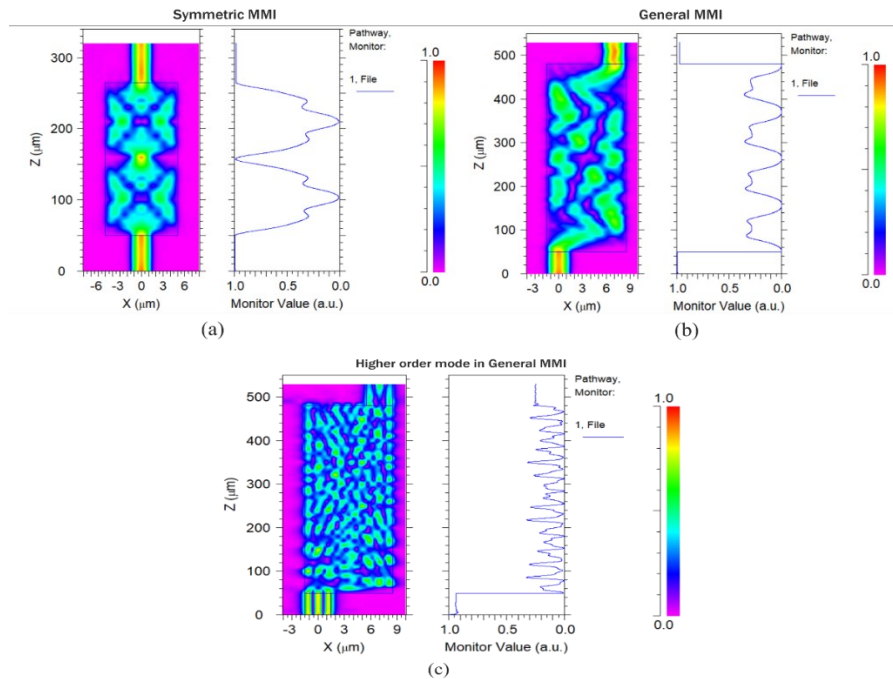 Symmetric MMI
General MMI
Pathway,
Monitor:
1, File
1.0
0.0
300
200
100
0
Z (μm)
-6 -3 0 3 6
X (μm)
1.0 0.5 0.0
Monitor Value (a.u.)
(a)
Pathway,
Monitor:
1, File
1.0
0.0
500
400
300
200
100
0
Z (μm)
-3 0 3 6 9
X (μm)
1.0 0.5 0.0
Monitor Value (a.u.)
(b)
Higher order mode in General MMI
Pathway,
Monitor:
1, File
1.0
0.0
500
400
300
200
100
0
Z (μm)
-3 0 3 6 9
X (μm)
1.0 0.5 0.0
Monitor Value (a.u.)
(c)